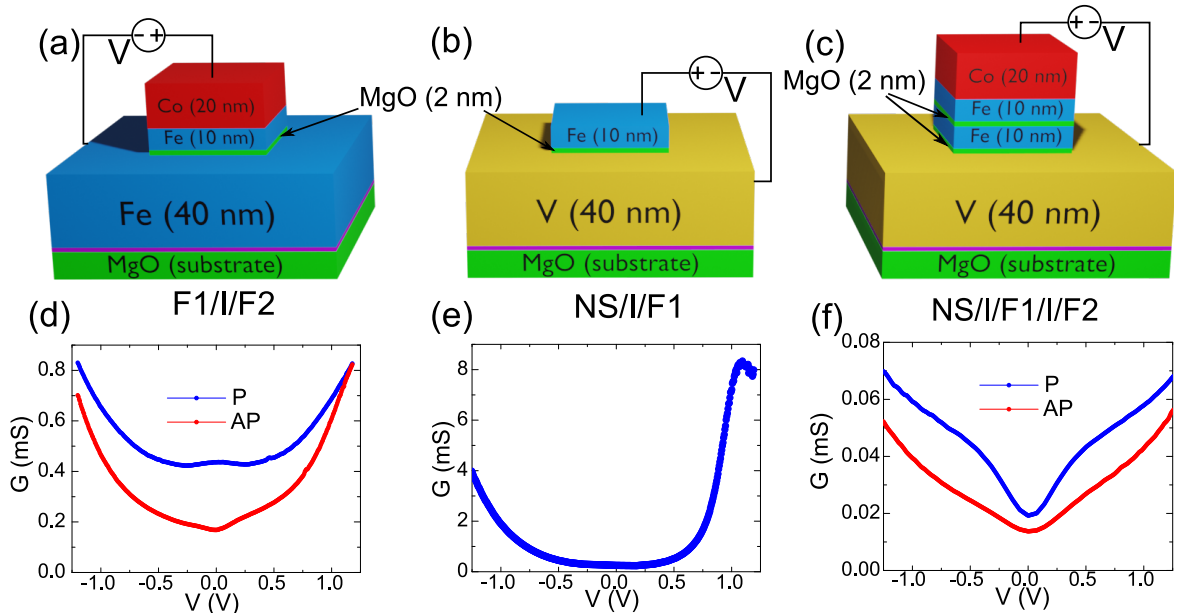 (a)
V
- +
Co (20 nm)
Fe (10 nm)
Fe (40 nm)
MgO (substrate)
MgO (2 nm)
(b)
+ -
V
Fe (10 nm)
V (40 nm)
MgO (substrate)
(c)
+ -
V
MgO (2 nm)
Co (20 nm)
Fe (10 nm)
Fe (10 nm)
V (40 nm)
MgO (substrate)
(d)
F1/I/F2
G (mS)
0.8
0.6
0.4
0.2
0.0
P
AP
-1.0 -0.5 0.0 0.5 1.0
V (V)
(e)
NS/I/F1
G (mS)
8
6
4
2
0
-1.0 -0.5 0.0 0.5 1.0
V (V)
(f)
NS/I/F1/I/F2
G (mS)
0.08
0.06
0.04
0.02
0.00
P
AP
-1.0 -0.5 0.0 0.5 1.0
V (V)